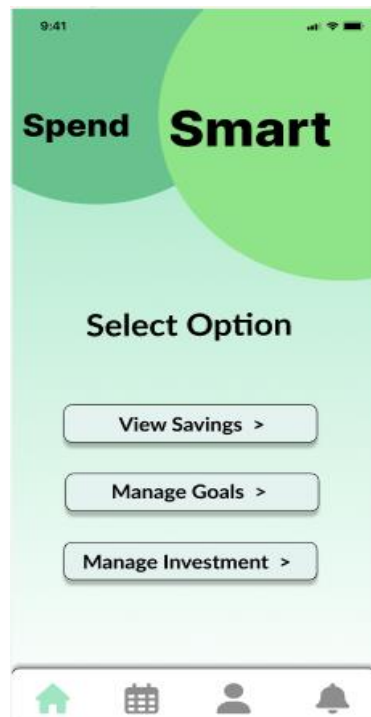 9:41
Spend Smart
Select Option
View Savings >
Manage Goals >
Manage Investment >